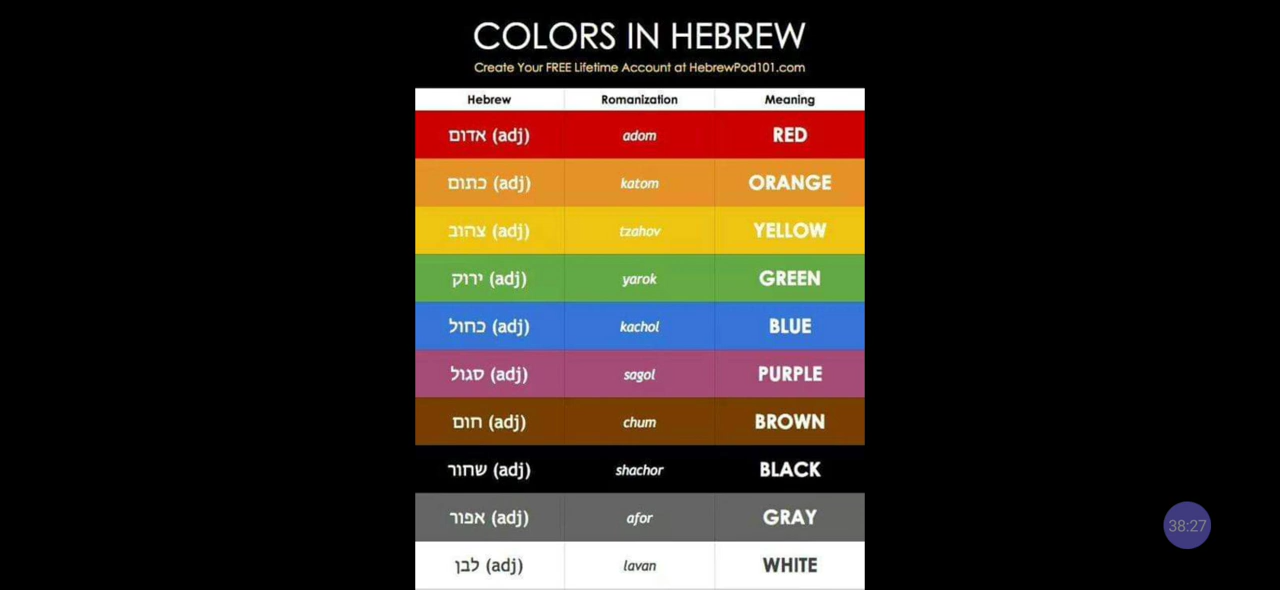 COLORS IN HEBREW
Create Your FREE Lifetime Account at HebrewPod101.com
Hebrew Romanization Meaning
אדום (adj) adom RED
כתום (adj) katom ORANGE
צהוב (adj) tzahov YELLOW
ירוק (adj) yarok GREEN
כחול (adj) kachol BLUE
סגול (adj) sagol PURPLE
חום (adj) chum BROWN
שחור (adj) shachor BLACK
אפור (adj) afor GRAY
לבן (adj) lavan WHITE
38:27